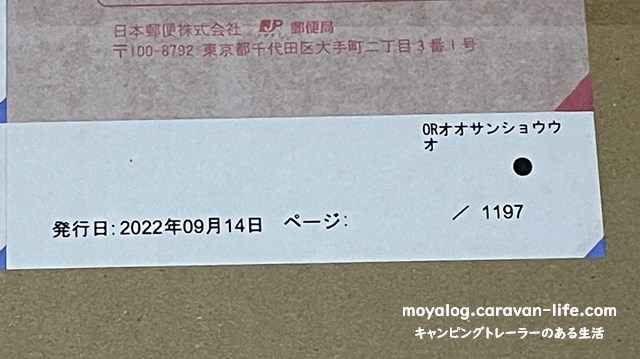 日本郵便株式会社 JP 郵便局
〒100-8792 東京都千代田区大手町二丁目3番1号
ORオオサンショウウ
オ
発行日:2022年09月14日 ページ: / 1197
moyalog.caravan-life.com
キャンピングトレーラーのある生活